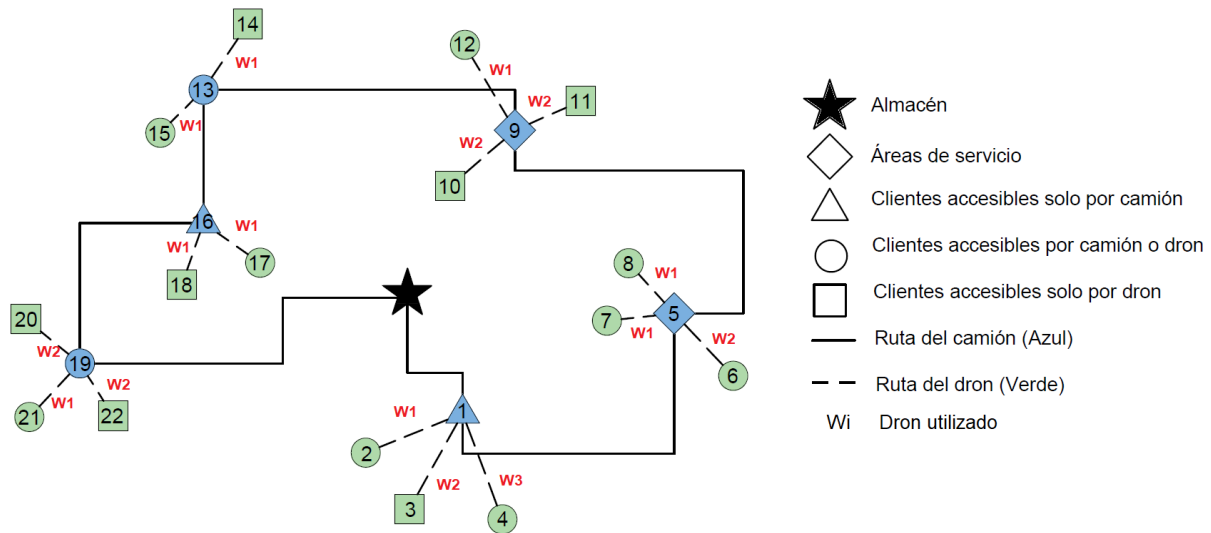 14
W1
13
W1
15
12
W1
W2
11
9
W2
10
16
W1
W1
18
17
20
W2
19
W1
W2
21
22
8
W1
7
5
W1
W2
6
1
W1
2
W2
W3
3
4
Almacén
Áreas de servicio
Clientes accesibles solo por camión
Clientes accesibles por camión o dron
Clientes accesibles solo por dron
Ruta del camión (Azul)
Ruta del dron (Verde)
Wi Dron utilizado